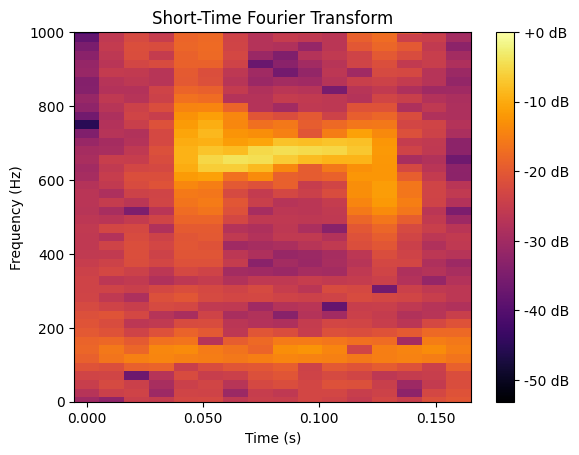 Short-Time Fourier Transform
Frequency (Hz)
1000
800
600
400
200
0
0.000
0.050
0.100
0.150
Time (s)
+0 dB
-10 dB
-20 dB
-30 dB
-40 dB
-50 dB